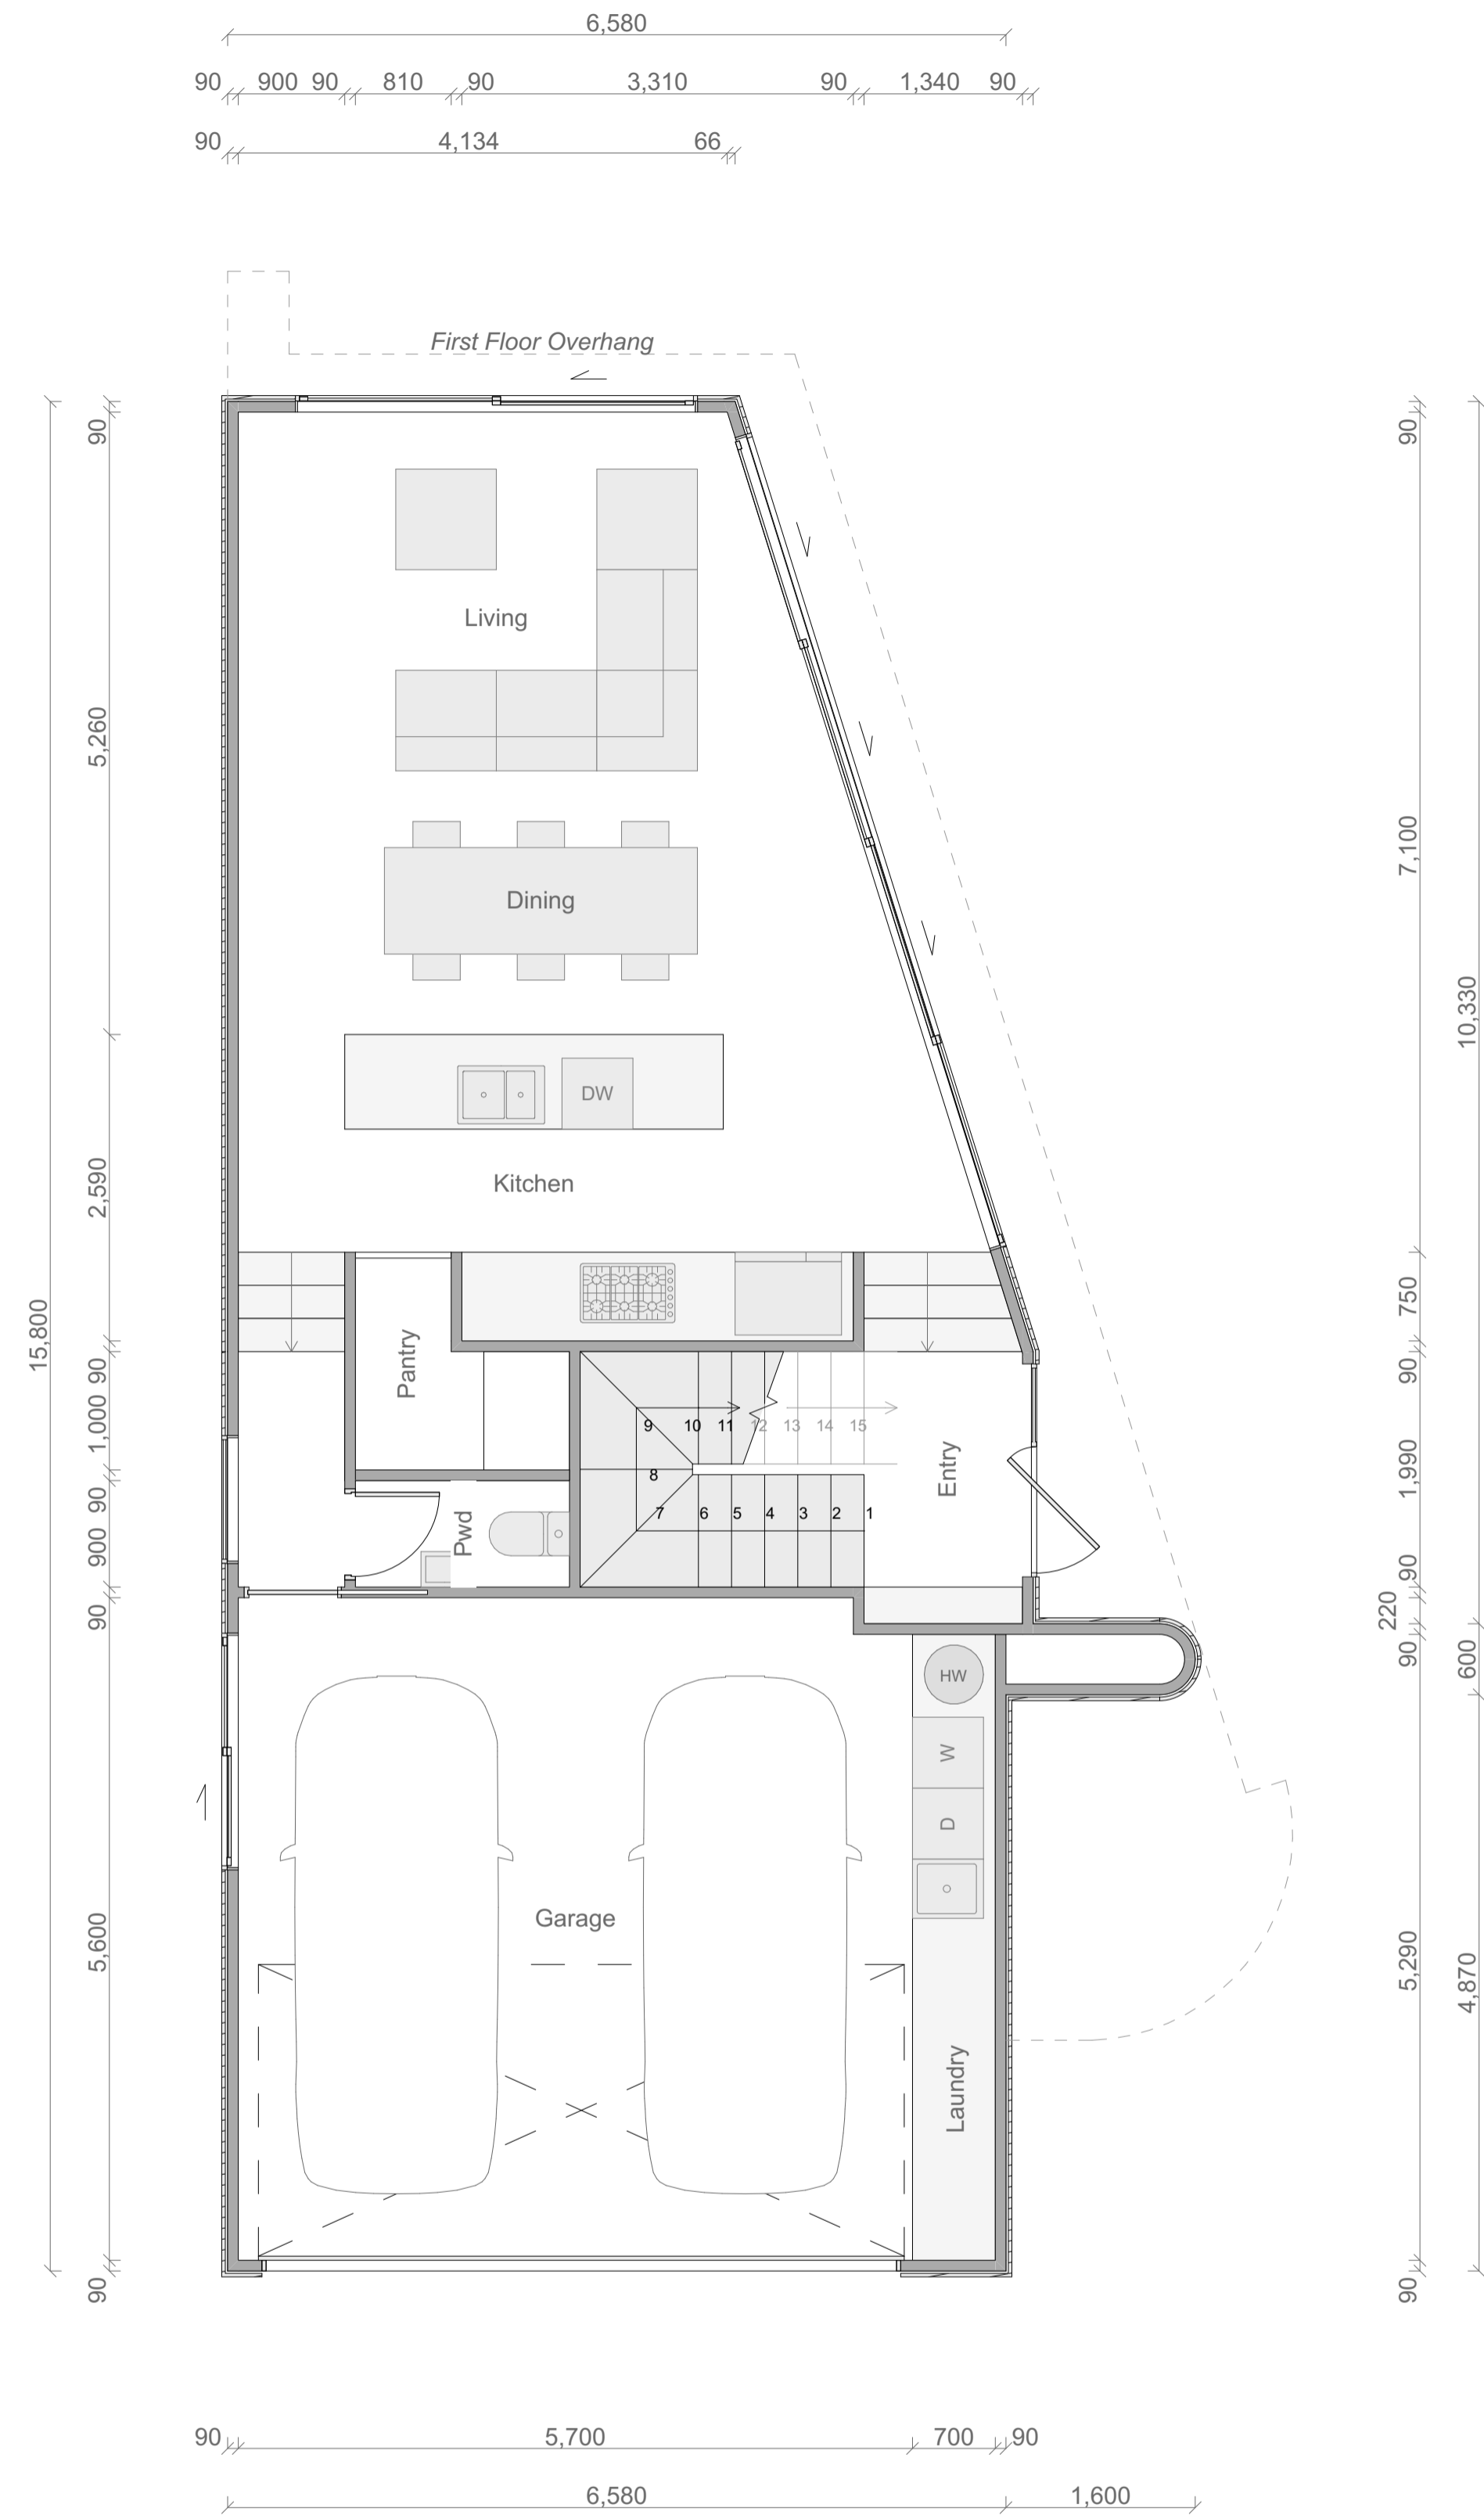 6,580
90 900 90 810 90 3,310 90 1,340 90
90 4,134 66
First Floor Overhang
90
5,260
2,590
90
1,000
90
900
90
5,600
90
15,800
Living
Dining
DW
Kitchen
Pantry
9 10 11 12 13 14 15
8
7 6 5 4 3 2 1
Entry
Pwd
HW
W
D
Garage
Laundry
90
7,100
750
90
1,990
90
220
90
5,290
90
10,330
600
4,870
90 5,700 700 90
6,580 1,600